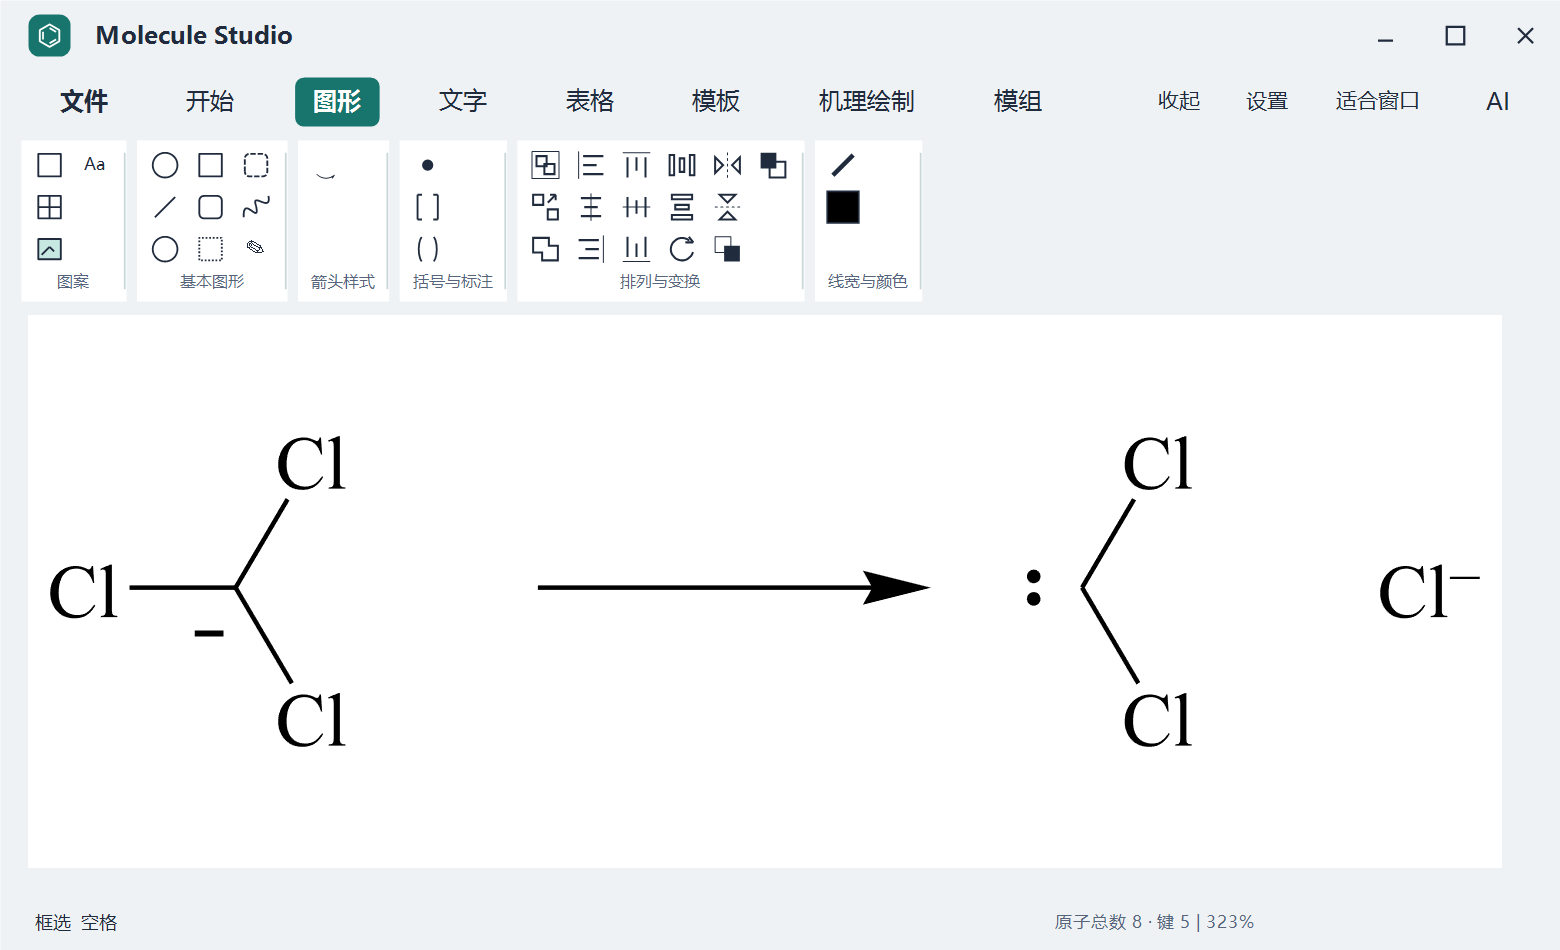 Molecule Studio
文件 开始 图形 文字 表格 模板 机理绘制 模组 收起 设置 适合窗口 AI
Aa
图案 基本图形 箭头样式 括号与标注 排列与变换 线宽与颜色
Cl Cl
Cl Cl–
Cl Cl
框选 空格 原子总数 8 · 键 5 | 323%